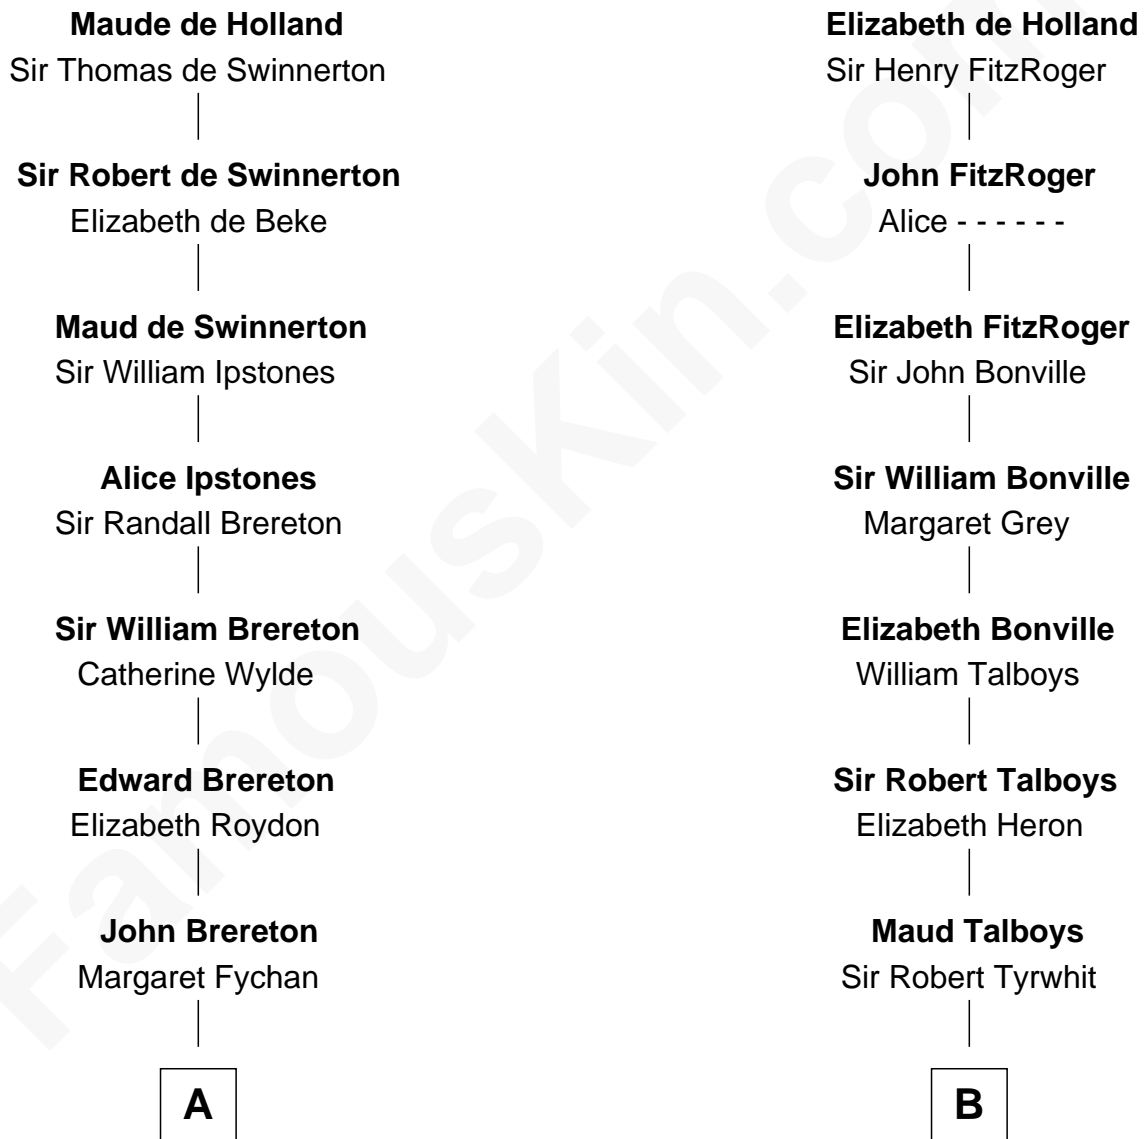 Maude de Holland
Sir Thomas de Swinnerton
Sir Robert de Swinnerton
Elizabeth de Beke
Maud de Swinnerton
Sir William Ipstones
Alice Ipstones
Sir Randall Brereton
Sir William Brereton
Catherine Wylde
Edward Brereton
Elizabeth Roydon
John Brereton
Margaret Fychan
A
Elizabeth de Holland
Sir Henry FitzRoger
John FitzRoger
Alice - - - - - -
Elizabeth FitzRoger
Sir John Bonville
Sir William Bonville
Margaret Grey
Elizabeth Bonville
William Talboys
Sir Robert Talboys
Elizabeth Heron
Maud Talboys
Sir Robert Tyrwhit
B
FamousKin.com